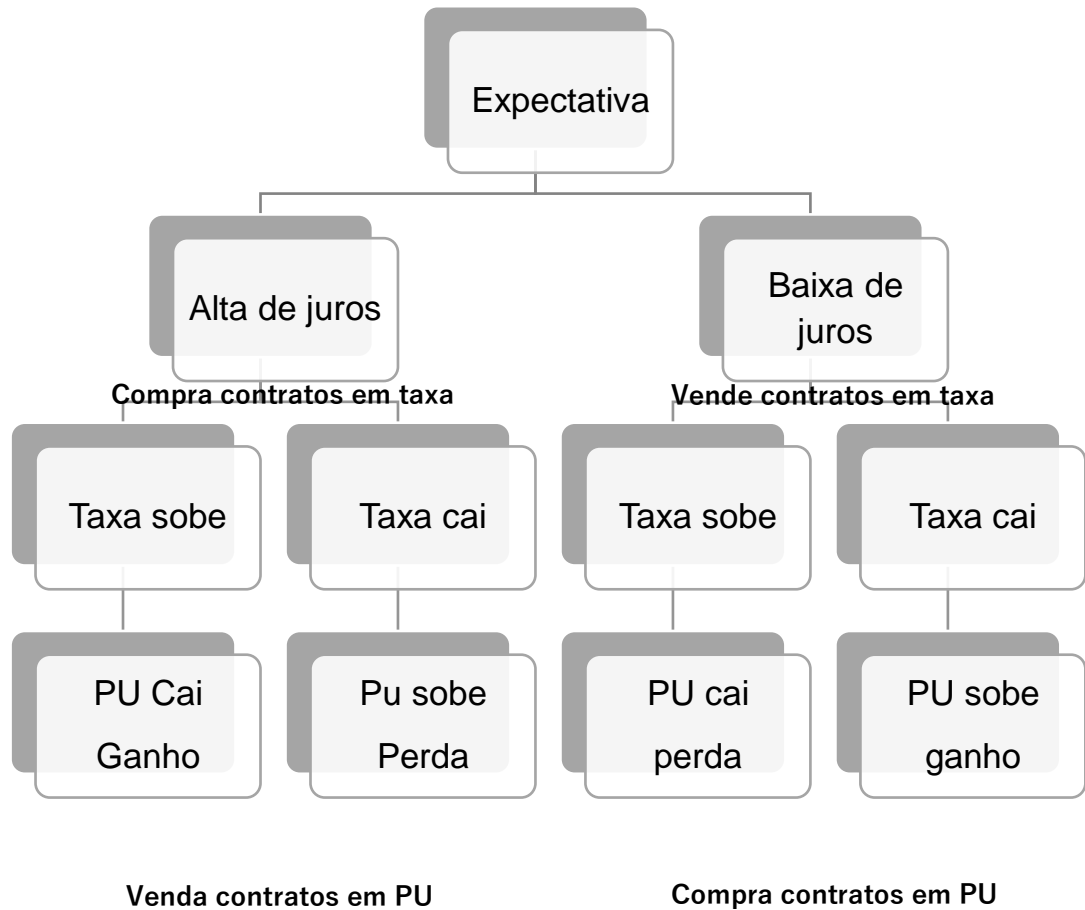 Expectativa
Alta de juros
Baixa de
juros
Compra contratos em taxa
Vende contratos em taxa
Taxa sobe
Taxa cai
Taxa sobe
Taxa cai
PU Cai
Ganho
Pu sobe
Perda
PU cai
perda
PU sobe
ganho
Venda contratos em PU
Compra contratos em PU